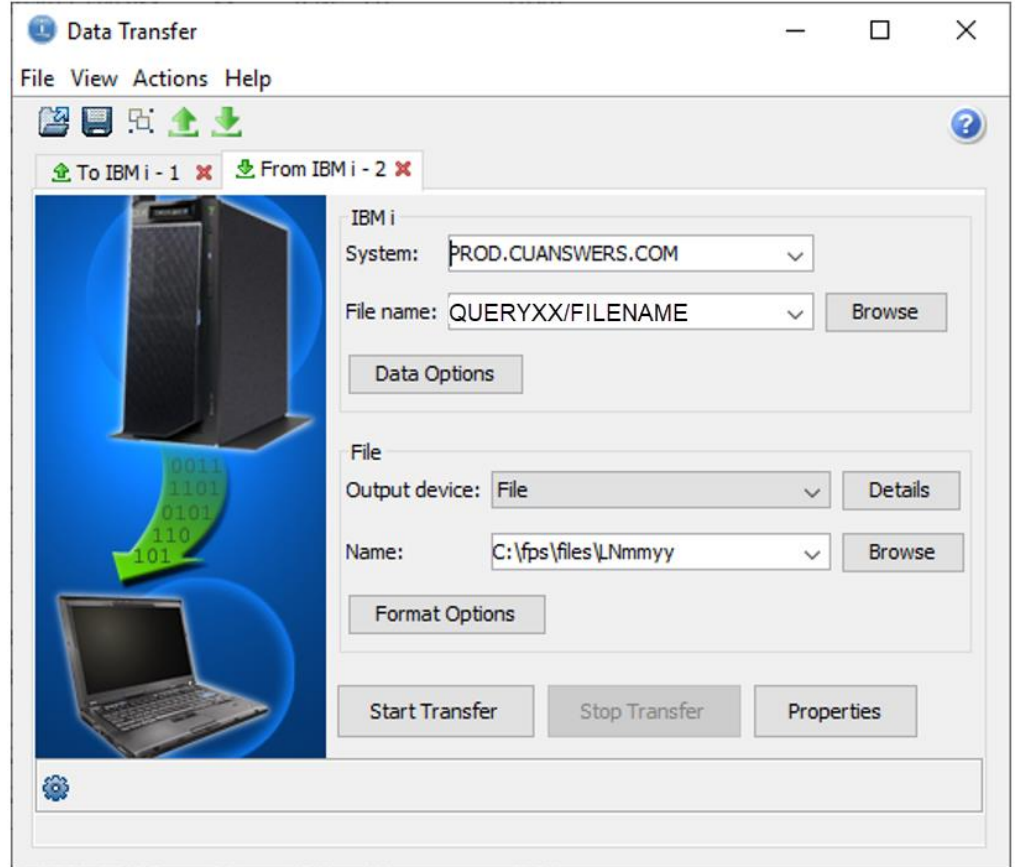 Data Transfer
File View Actions Help
To IBM i - 1 From IBM i - 2
IBM i
System: PROD.CUANSWERS.COM
File name: QUERYXX/FILENAME Browse
Data Options
File
Output device: File Details
Name: C:\fps\files\LNmmyy Browse
Format Options
Start Transfer Stop Transfer Properties
0011
1101
0101
110
101